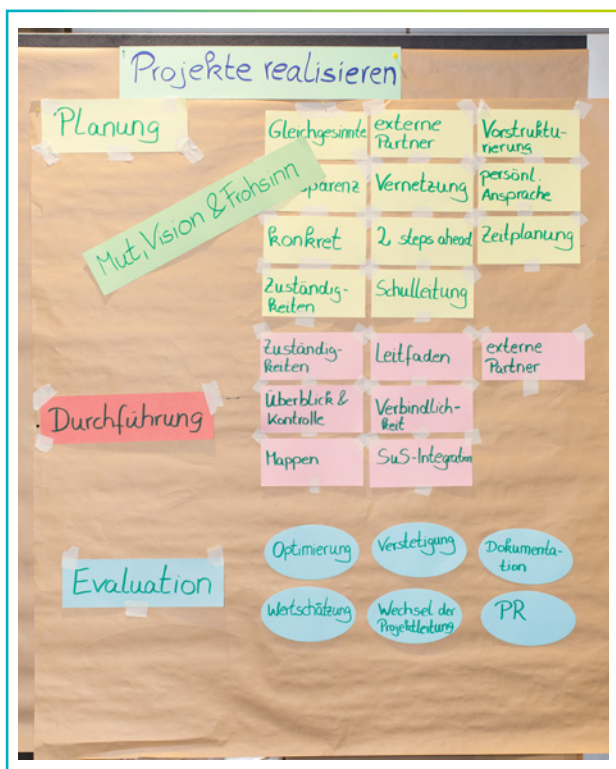 Projekte realisieren
Planung
Gleichgesinnte
externe
Partner
Vorstruktu-
rierung
Mut, Vision & Frohsinn
parenz
Vernetzung
persönl.
Ansprache
konkret
2 steps ahead
Zeitplanung
Zuständig-
keiten
Schulleitung
Durchführung
Zuständig-
keiten
Leitfaden
externe
Partner
Überblick &
Kontrolle
Verbindlich-
keit
Mappen
SuS-Integration
Evaluation
Optimierung
Verstetigung
Dokumenta-
tion
Wertschätzung
Wechsel der
Projektleitung
PR